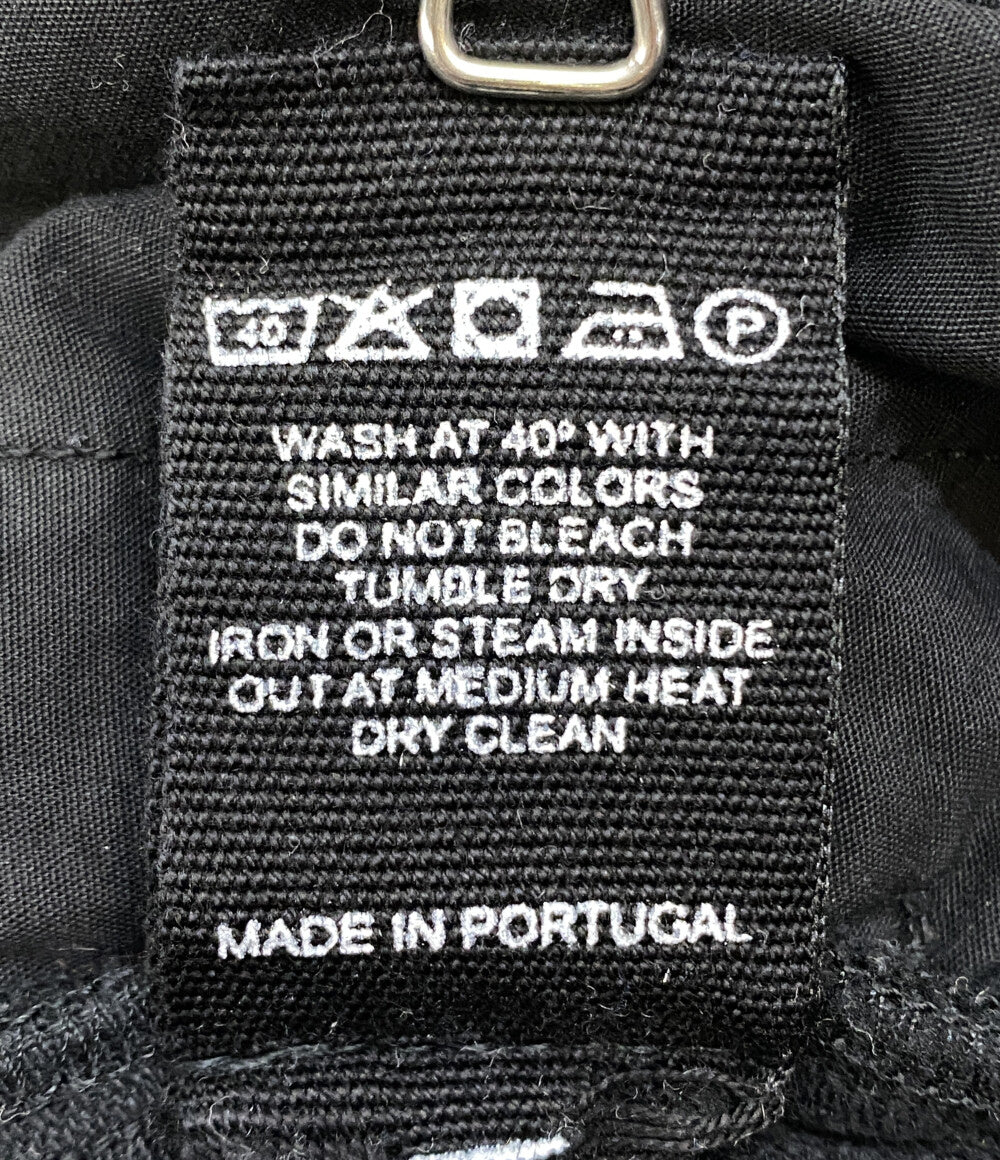 40 P
WASH AT 40° WITH
SIMILAR COLORS
DO NOT BLEACH
TUMBLE DRY
IRON OR STEAM INSIDE
OUT AT MEDIUM HEAT
DRY CLEAN
MADE IN PORTUGAL